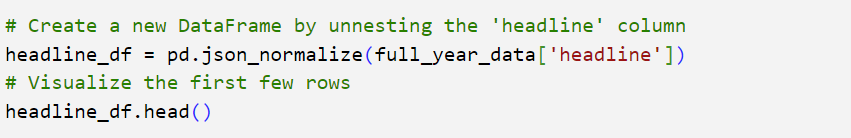 # Create a new DataFrame by unnesting the 'headline' column
headline_df = pd.json_normalize(full_year_data['headline'])
# Visualize the first few rows
headline_df.head()